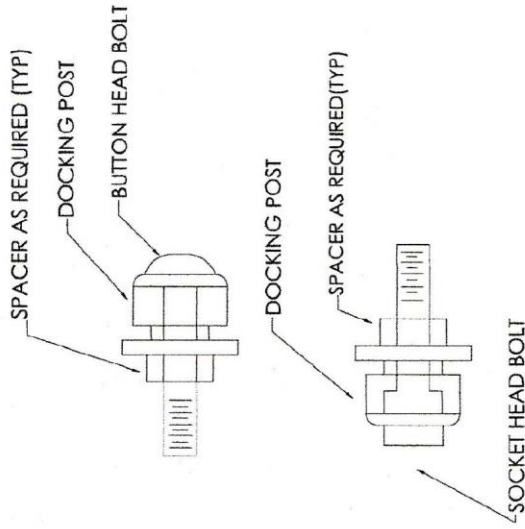 SPACER AS REQUIRED (TYP)
DOCKING POST
BUTTON HEAD BOLT
DOCKING POST
SPACER AS REQUIRED(TYP)
SOCKET HEAD BOLT